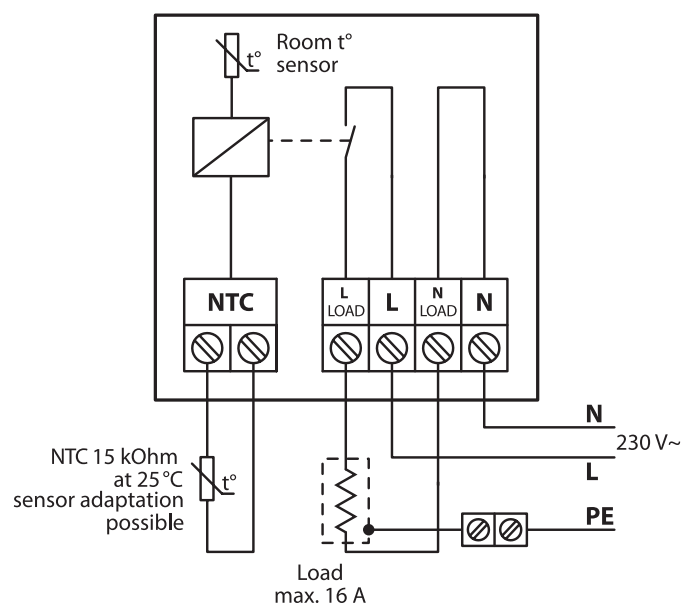 Room t°
sensor
t°
NTC
L
LOAD
L
N
LOAD
N
N
230 V~
L
PE
NTC 15 kOhm
at 25 °C
sensor adaptation
possible
t°
Load
max. 16 A